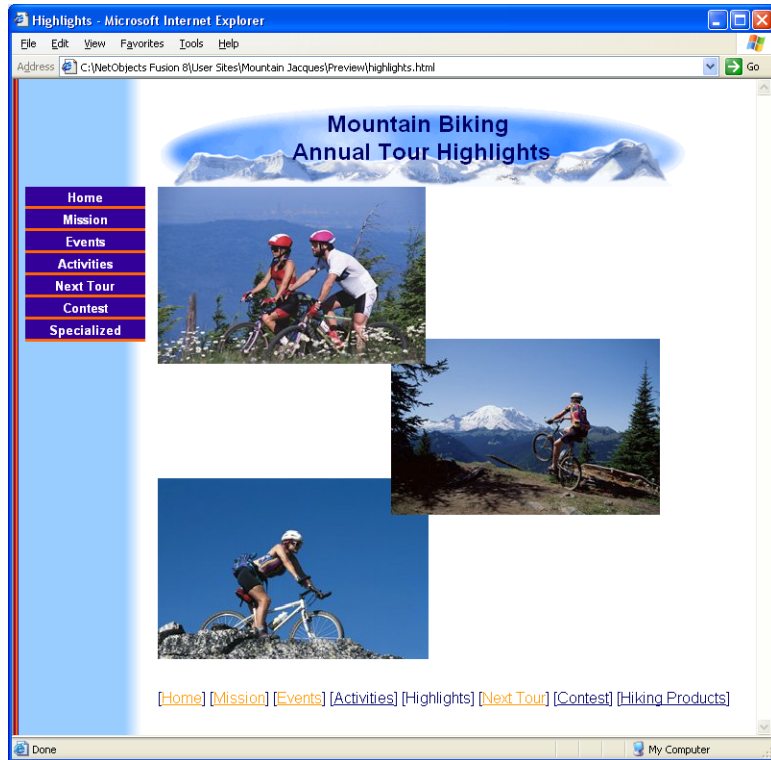 Highlights - Microsoft Internet Explorer
File Edit View Favorites Tools Help
Address C:\NetObjects Fusion 8\User Sites\Mountain Jacques\Preview\highlights.html Go
Mountain Biking
Annual Tour Highlights
Home
Mission
Events
Activities
Next Tour
Contest
Specialized
[Home] [Mission] [Events] [Activities] [Highlights] [Next Tour] [Contest] [Hiking Products]
Done My Computer